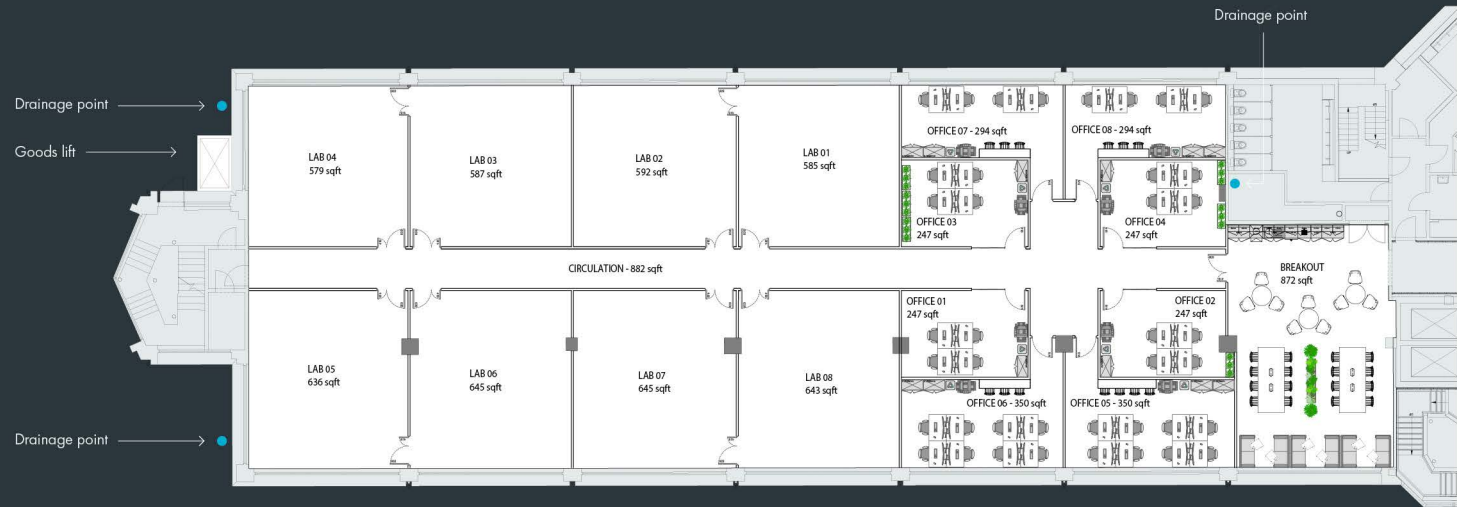 Drainage point
Drainage point
Goods lift
Drainage point
LAB 04
579 sqft
LAB 03
587 sqft
LAB 02
592 sqft
LAB 01
585 sqft
OFFICE 07 - 294 sqft
OFFICE 08 - 294 sqft
OFFICE 03
247 sqft
OFFICE 04
247 sqft
CIRCULATION - 882 sqft
BREAKOUT
872 sqft
OFFICE 01
247 sqft
OFFICE 02
247 sqft
LAB 05
636 sqft
LAB 06
645 sqft
LAB 07
645 sqft
LAB 08
643 sqft
OFFICE 06 - 350 sqft
OFFICE 05 - 350 sqft